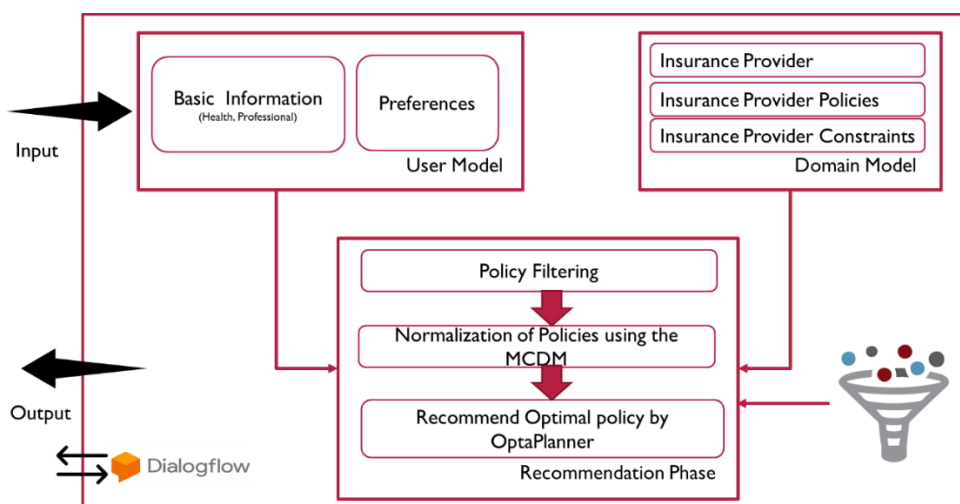 Input
Basic Information
(Health, Professional)
Preferences
User Model
Insurance Provider
Insurance Provider Policies
Insurance Provider Constraints
Domain Model
Policy Filtering
Normalization of Policies using the
MCDM
Recommend Optimal policy by
OptaPlanner
Recommendation Phase
Output
Dialogflow